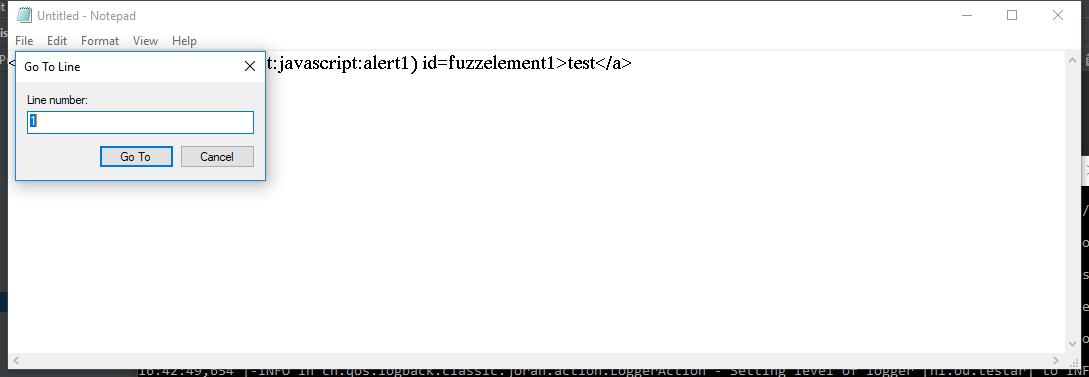 Untitled - Notepad
File Edit Format View Help
< t:javascript:alert1) id=fuzzelement1>test</a>
Go To Line
Line number:
1
Go To Cancel
16:42:49,654 |-INFO in ch.qos.logback.classic.joran.action.LoggerAction - Setting level of logger [nl.ou.testar] to INF